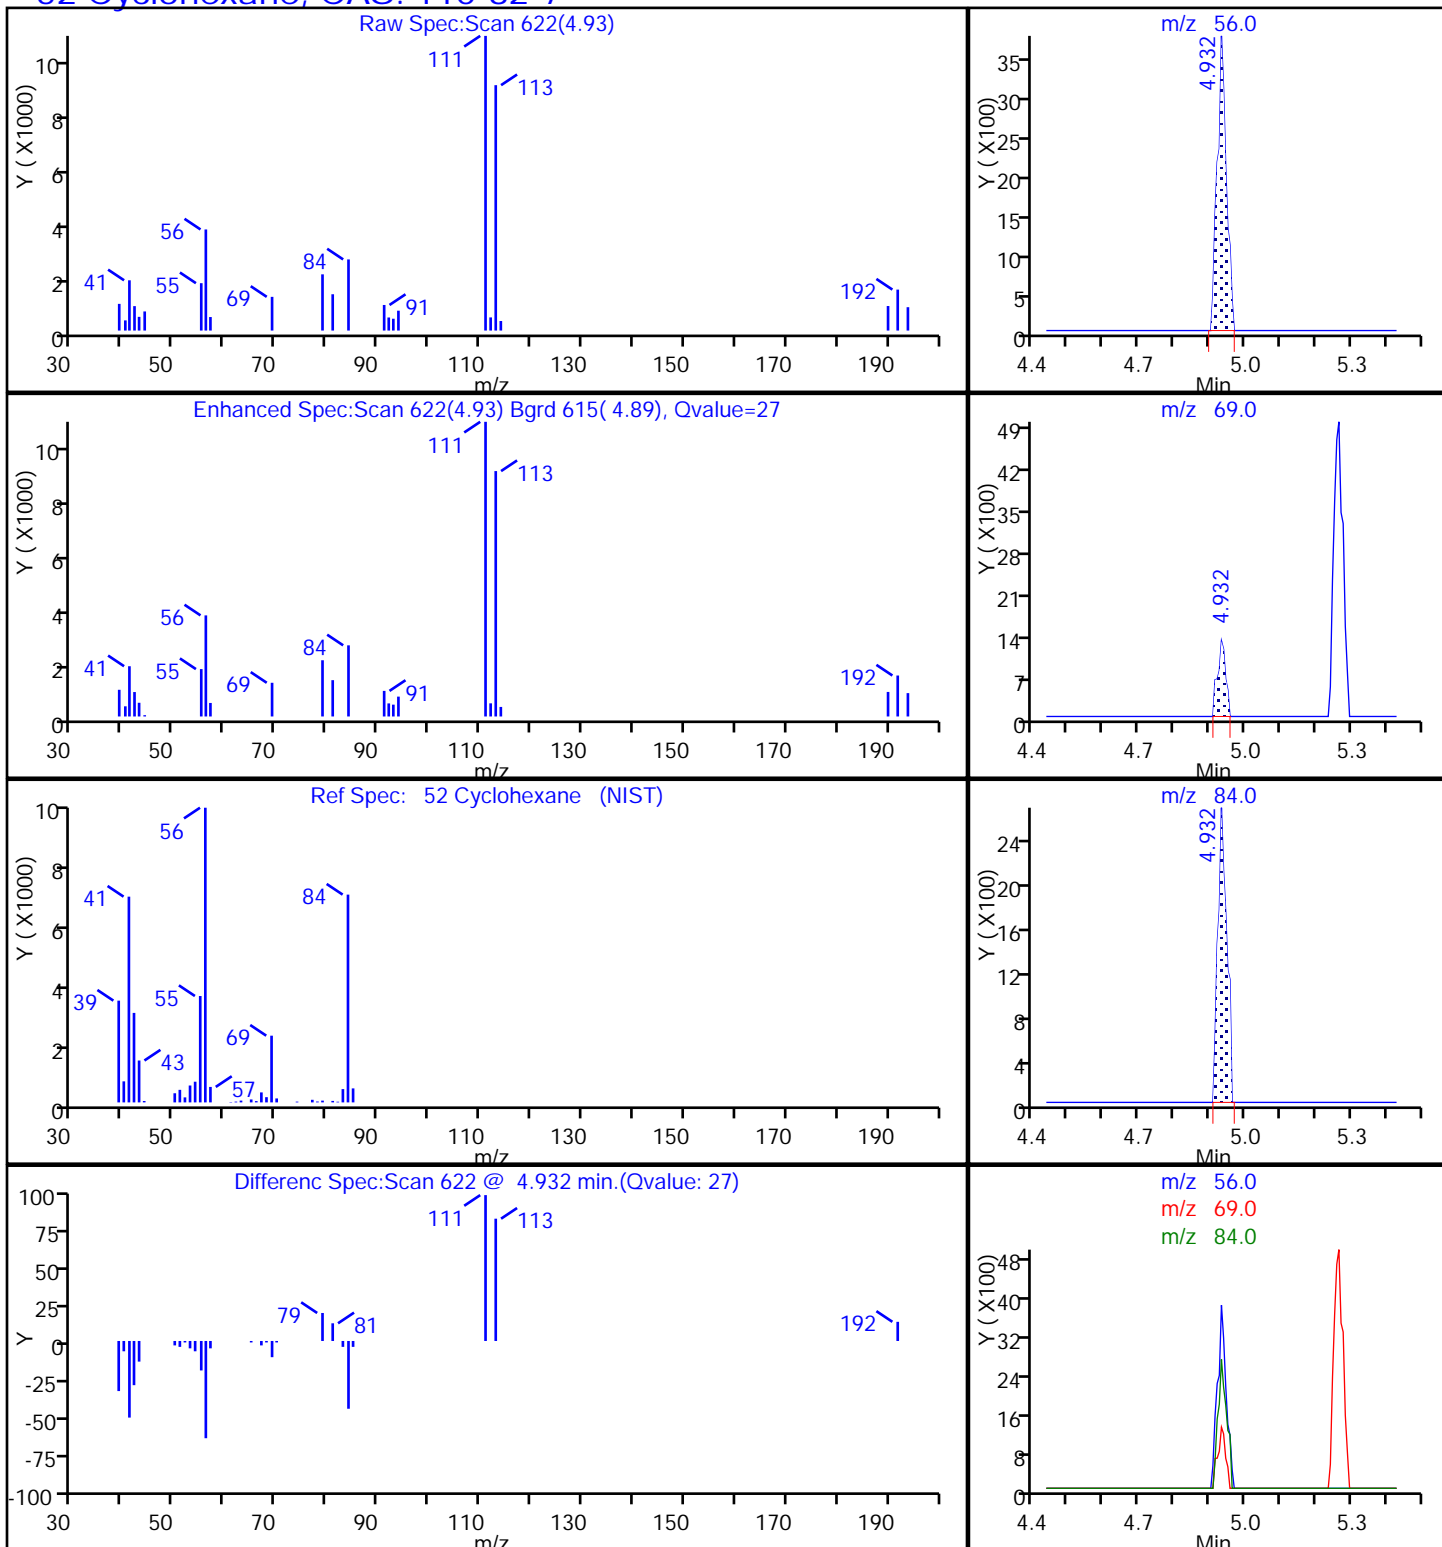 52 Cyclohexane, CAS: 110-82-7
Raw Spec:Scan 622(4.93)
Y ( X1000)
10
8
6
4
2
0
111
113
56
41
55
69
84
91
192
30 50 70 90 110 130 150 170 190
m/z
m/z 56.0
Y ( X100)
35
30
25
20
15
10
5
0
4.932
4.4 4.7 5.0 5.3
Min
Enhanced Spec:Scan 622(4.93) Bgrd 615( 4.89), Qvalue=27
Y ( X1000)
10
8
6
4
2
0
111
113
56
41
55
69
84
91
192
30 50 70 90 110 130 150 170 190
m/z
m/z 69.0
Y ( X100)
49
42
35
28
21
14
7
0
4.932
4.4 4.7 5.0 5.3
Min
Ref Spec: 52 Cyclohexane (NIST)
Y ( X1000)
10
8
6
4
2
0
56
41
84
39
55
69
43
57
30 50 70 90 110 130 150 170 190
m/z
m/z 84.0
Y ( X100)
24
20
16
12
8
4
0
4.932
4.4 4.7 5.0 5.3
Min
Differenc Spec:Scan 622 @ 4.932 min.(Qvalue: 27)
Y
100
75
50
25
0
-25
-50
-75
-100
111
113
79
81
192
30 50 70 90 110 130 150 170 190
m/z
m/z 56.0
m/z 69.0
m/z 84.0
Y ( X100)
48
40
32
24
16
8
0
4.4 4.7 5.0 5.3
Min